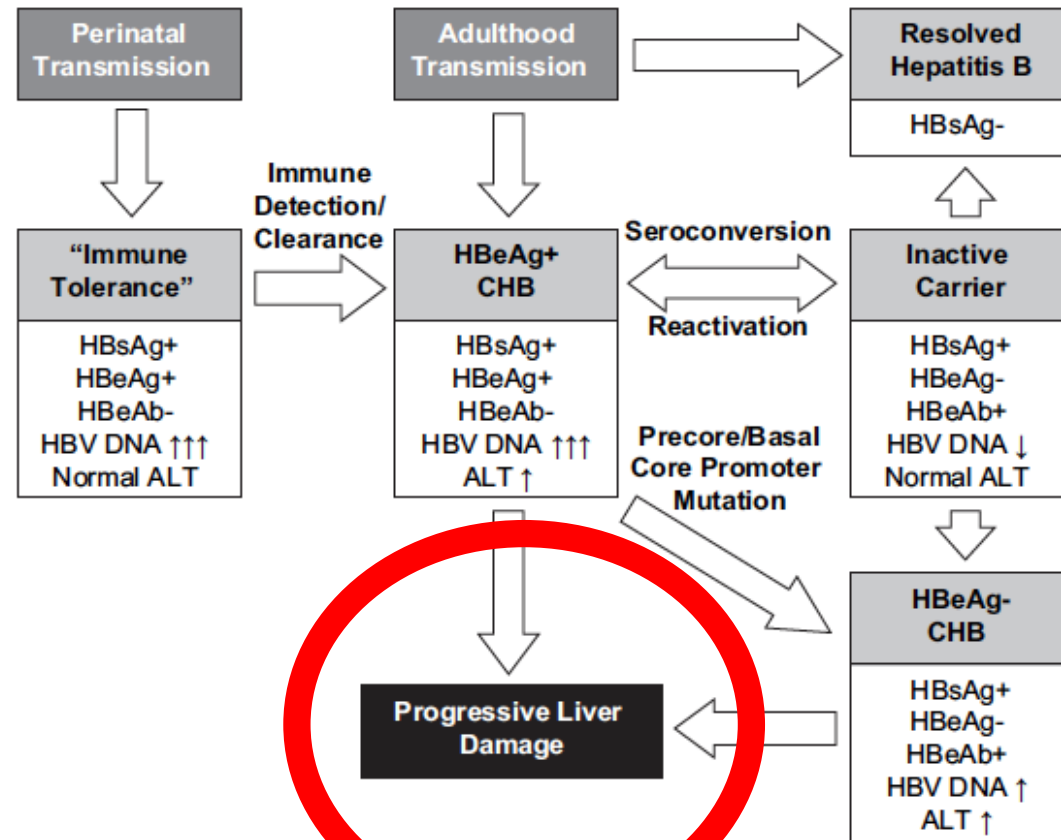 Perinatal
Transmission
Adulthood
Transmission
Resolved
Hepatitis B
HBsAg-
Immune
Detection/
Clearance
"Immune
Tolerance"
HBsAg+
HBeAg+
HBeAb-
HBV DNA ↑↑↑
Normal ALT
HBeAg+
CHB
HBsAg+
HBeAg+
HBeAb-
HBV DNA ↑↑↑
ALT ↑
Seroconversion
Reactivation
Inactive
Carrier
HBsAg+
HBeAg-
HBeAb+
HBV DNA ↓
Normal ALT
Precore/Basal
Core Promoter
Mutation
HBeAg-
CHB
HBsAg+
HBeAg-
HBeAb+
HBV DNA ↑
ALT ↑
Progressive Liver
Damage